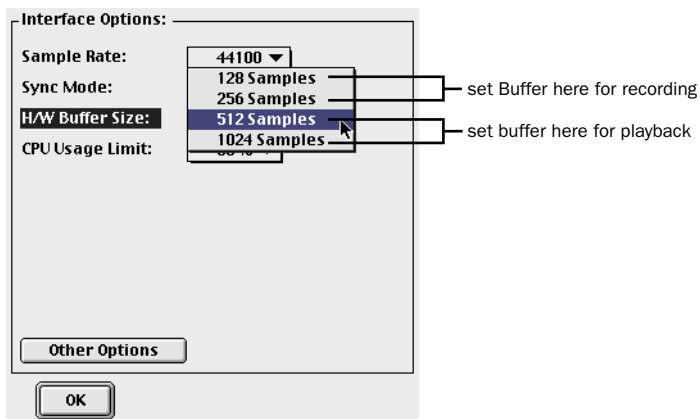 Interface Options:
Sample Rate:
44100
Sync Mode:
128 Samples
256 Samples
set Buffer here for recording
H/W Buffer Size:
512 Samples
1024 Samples
set buffer here for playback
CPU Usage Limit:
Other Options
OK